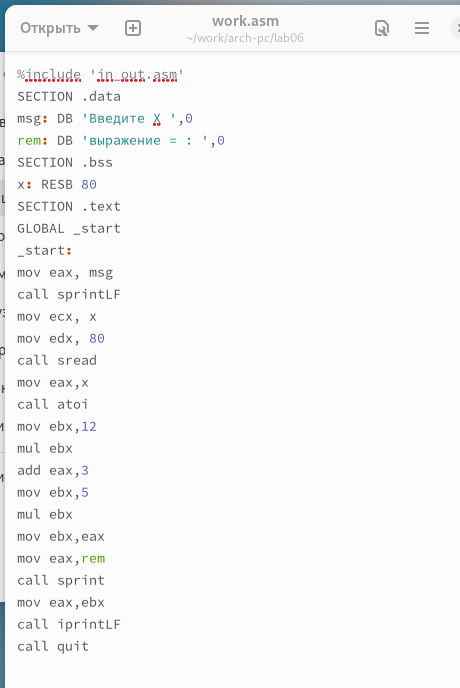 Открыть
work.asm
~/work/arch-pc/lab06
%include 'in_out.asm'
SECTION .data
msg: DB 'Введите X ',0
rem: DB 'выражение = : ',0
SECTION .bss
x: RESB 80
SECTION .text
GLOBAL _start
_start:
mov eax, msg
call sprintLF
mov ecx, x
mov edx, 80
call sread
mov eax,x
call atoi
mov ebx,12
mul ebx
add eax,3
mov ebx,5
mul ebx
mov ebx,eax
mov eax,rem
call sprint
mov eax,ebx
call iprintLF
call quit